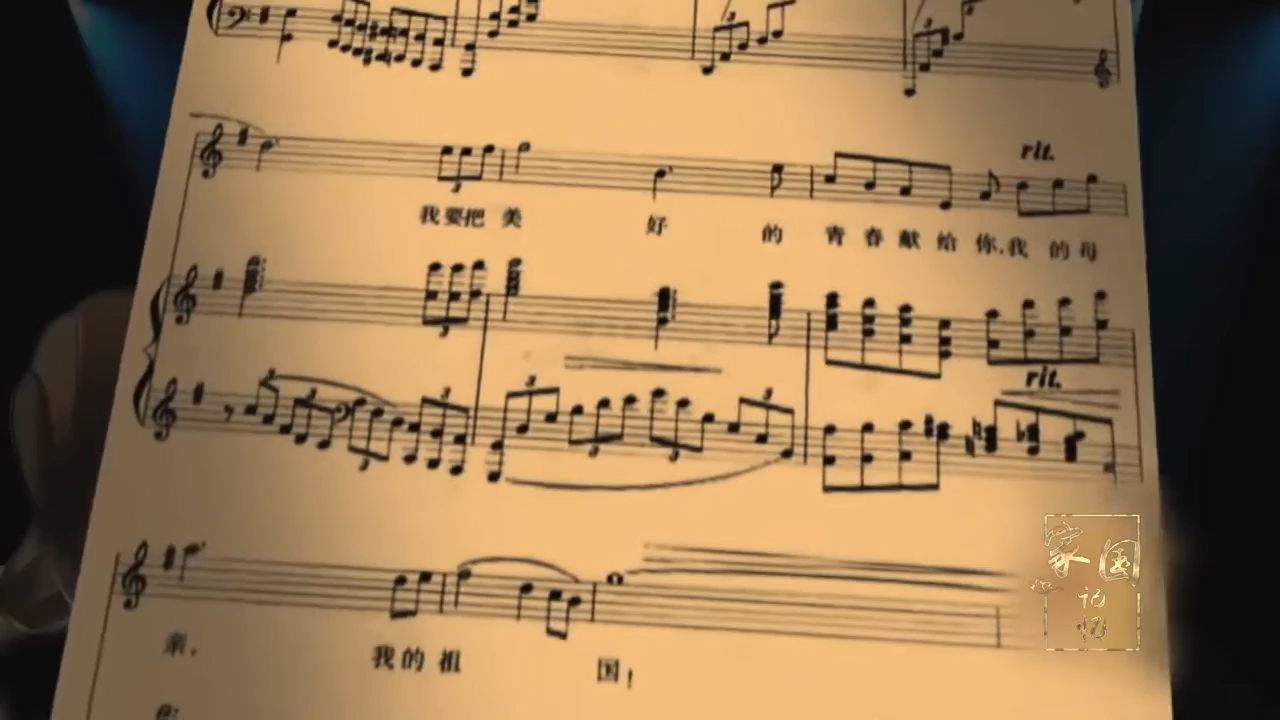 rit.
我要把美好的青春献给你,我的母
rit.
亲,我的祖国!
家国
记忆